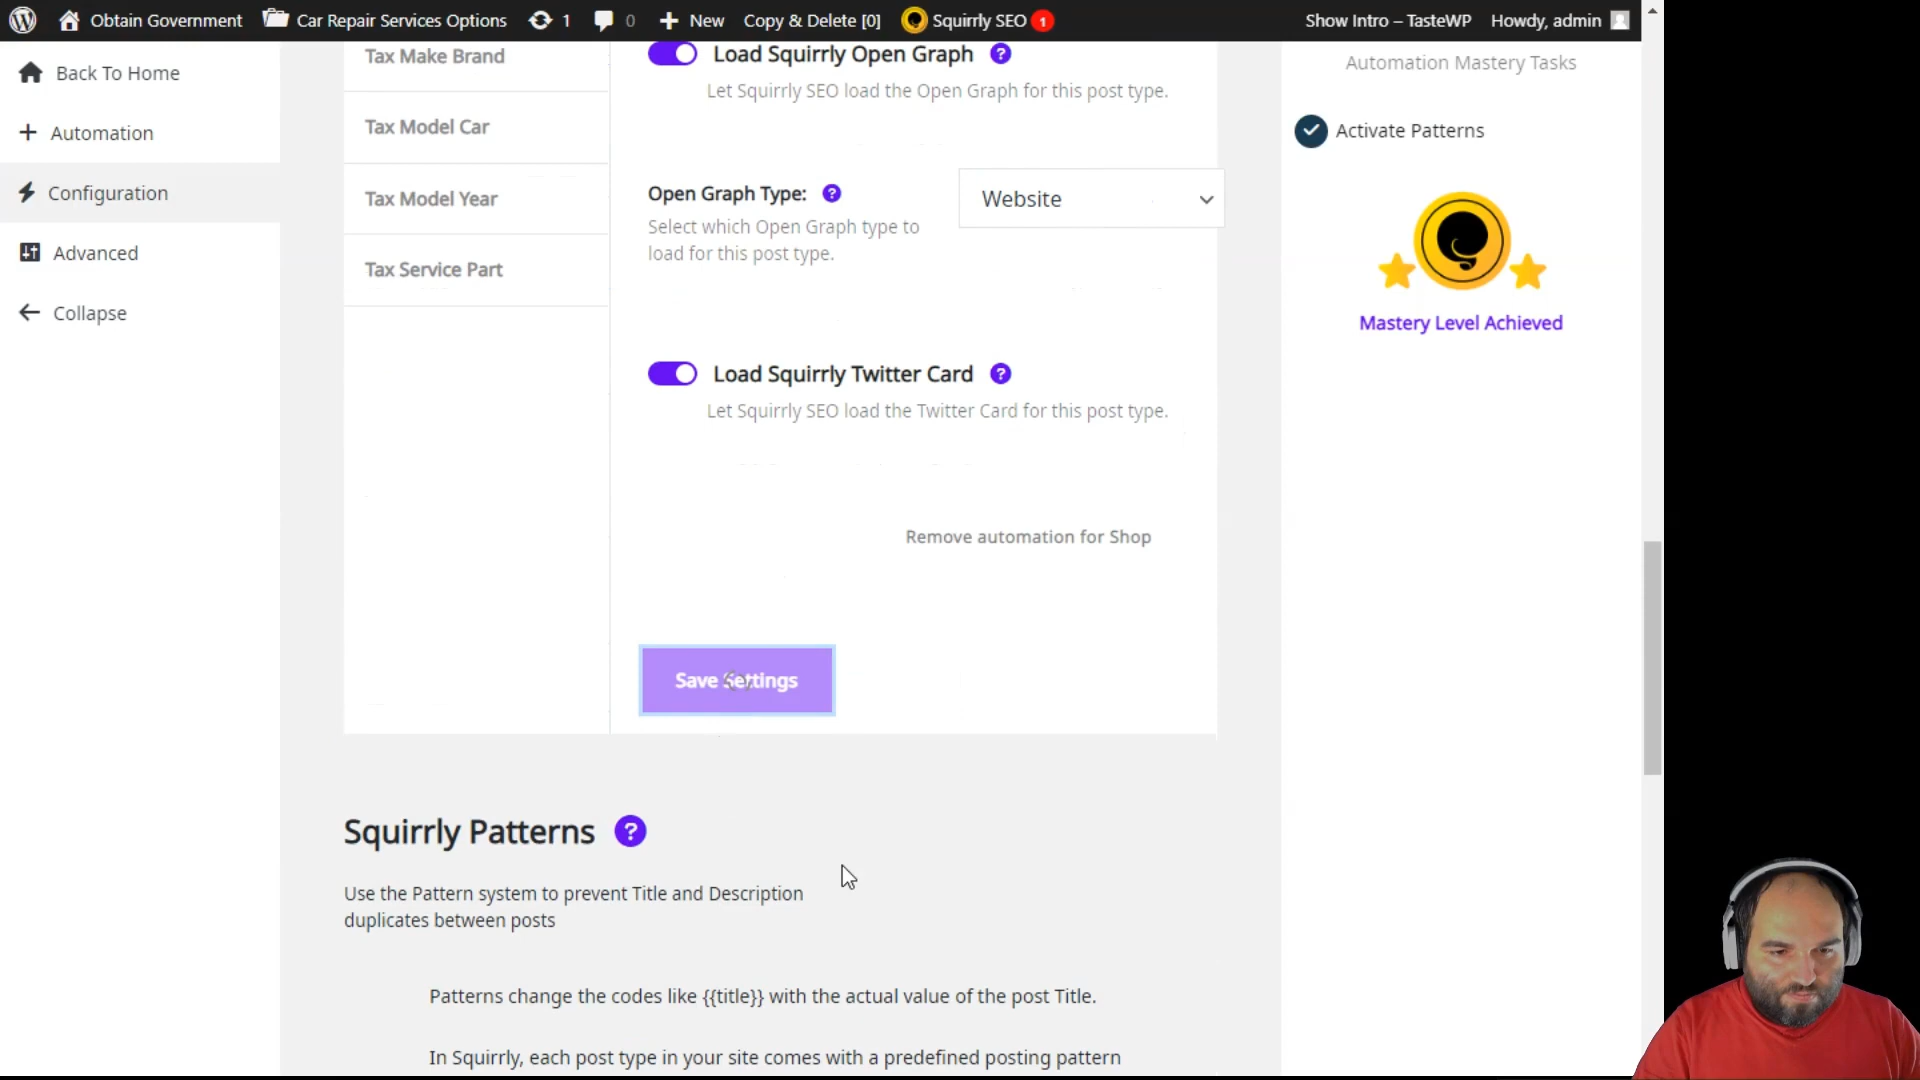 Obtain Government
Car Repair Services Options
1
0
New
Copy & Delete [0]
Squirrly SEO
1
Show Intro – TasteWP
Howdy, admin
Back To Home
Automation
Configuration
Advanced
Collapse
Tax Make Brand
Tax Model Car
Tax Model Year
Tax Service Part
Load Squirrly Open Graph ?
Let Squirrly SEO load the Open Graph for this post type.
Open Graph Type: ?
Select which Open Graph type to
load for this post type.
Website
Load Squirrly Twitter Card ?
Let Squirrly SEO load the Twitter Card for this post type.
Remove automation for Shop
Save Settings
Squirrly Patterns ?
Use the Pattern system to prevent Title and Description
duplicates between posts
Patterns change the codes like {{title}} with the actual value of the post Title.
In Squirrly, each post type in your site comes with a predefined posting pattern
Automation Mastery Tasks
Activate Patterns
Mastery Level Achieved